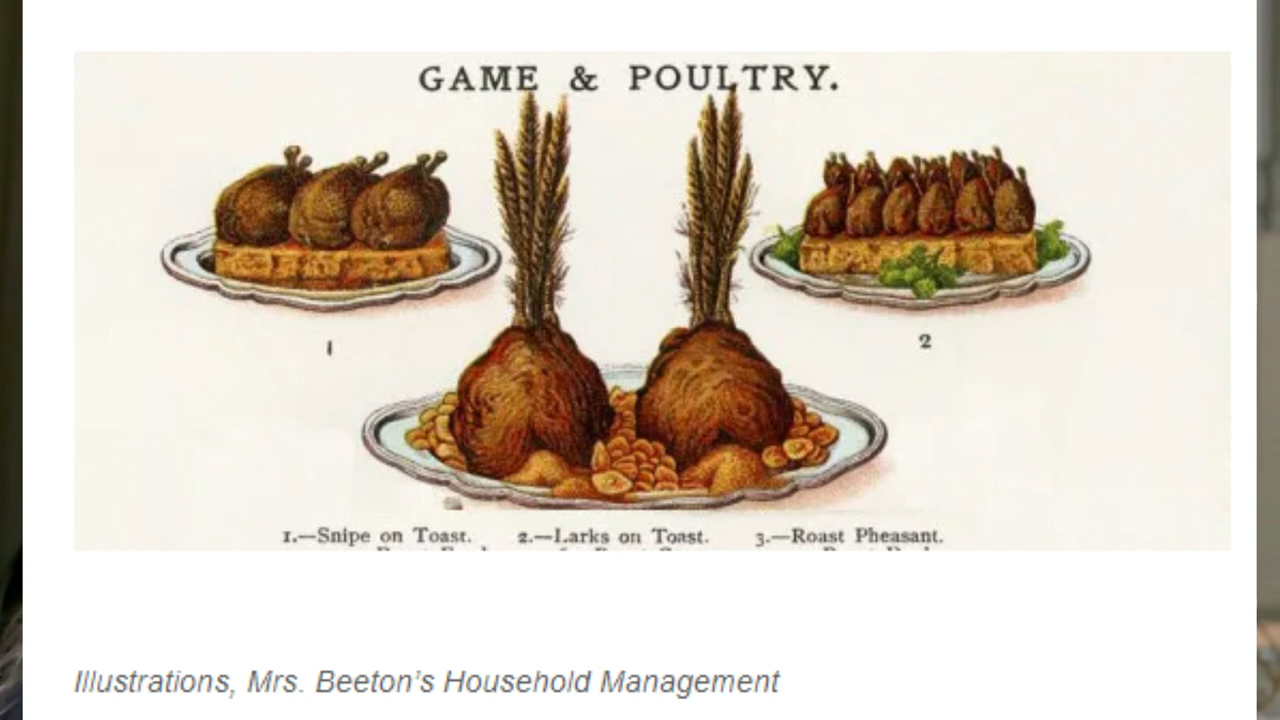 GAME & POULTRY.
1
2
1.—Snipe on Toast. 2.—Larks on Toast. 3.—Roast Pheasant.
Illustrations, Mrs. Beeton’s Household Management